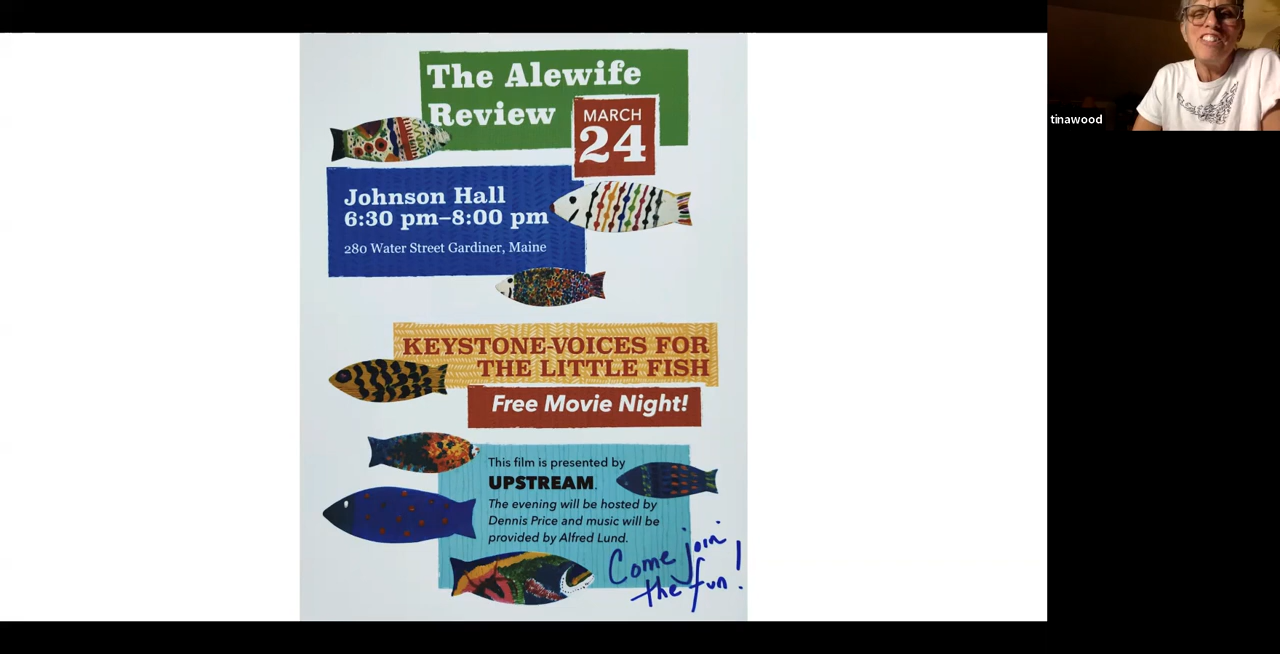 The Alewife
Review
MARCH
24
Johnson Hall
6:30 pm–8:00 pm
280 Water Street Gardiner, Maine
KEYSTONE-VOICES FOR
THE LITTLE FISH
Free Movie Night!
This film is presented by
UPSTREAM.
The evening will be hosted by
Dennis Price and music will be
provided by Alfred Lund.
Come join
the fun!
tinawood